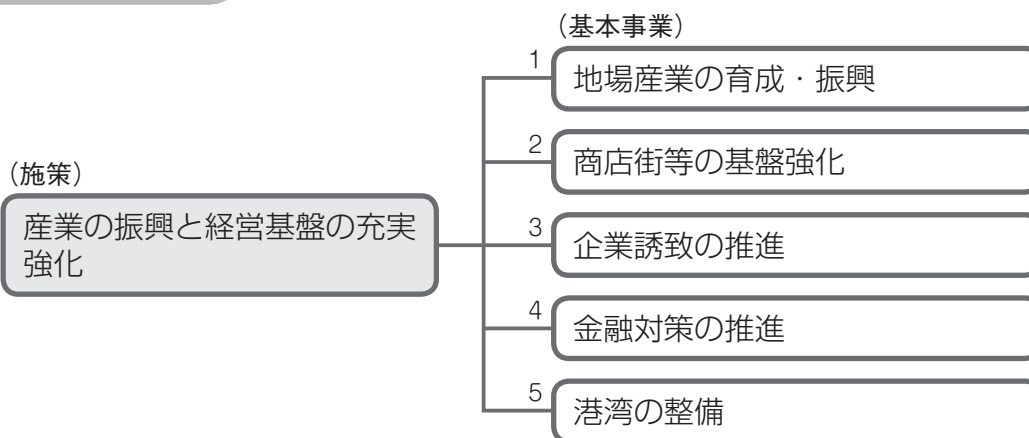 （施策）
産業の振興と経営基盤の充実
強化
（基本事業）
1 地場産業の育成・振興
2 商店街等の基盤強化
3 企業誘致の推進
4 金融対策の推進
5 港湾の整備